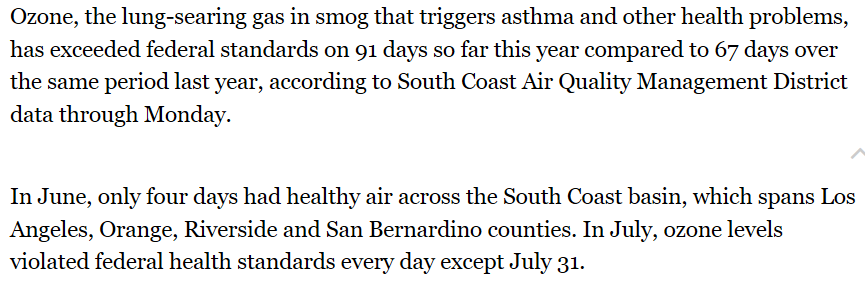 Ozone, the lung-searing gas in smog that triggers asthma and other health problems,
has exceeded federal standards on 91 days so far this year compared to 67 days over
the same period last year, according to South Coast Air Quality Management District
data through Monday.
In June, only four days had healthy air across the South Coast basin, which spans Los
Angeles, Orange, Riverside and San Bernardino counties. In July, ozone levels
violated federal health standards every day except July 31.